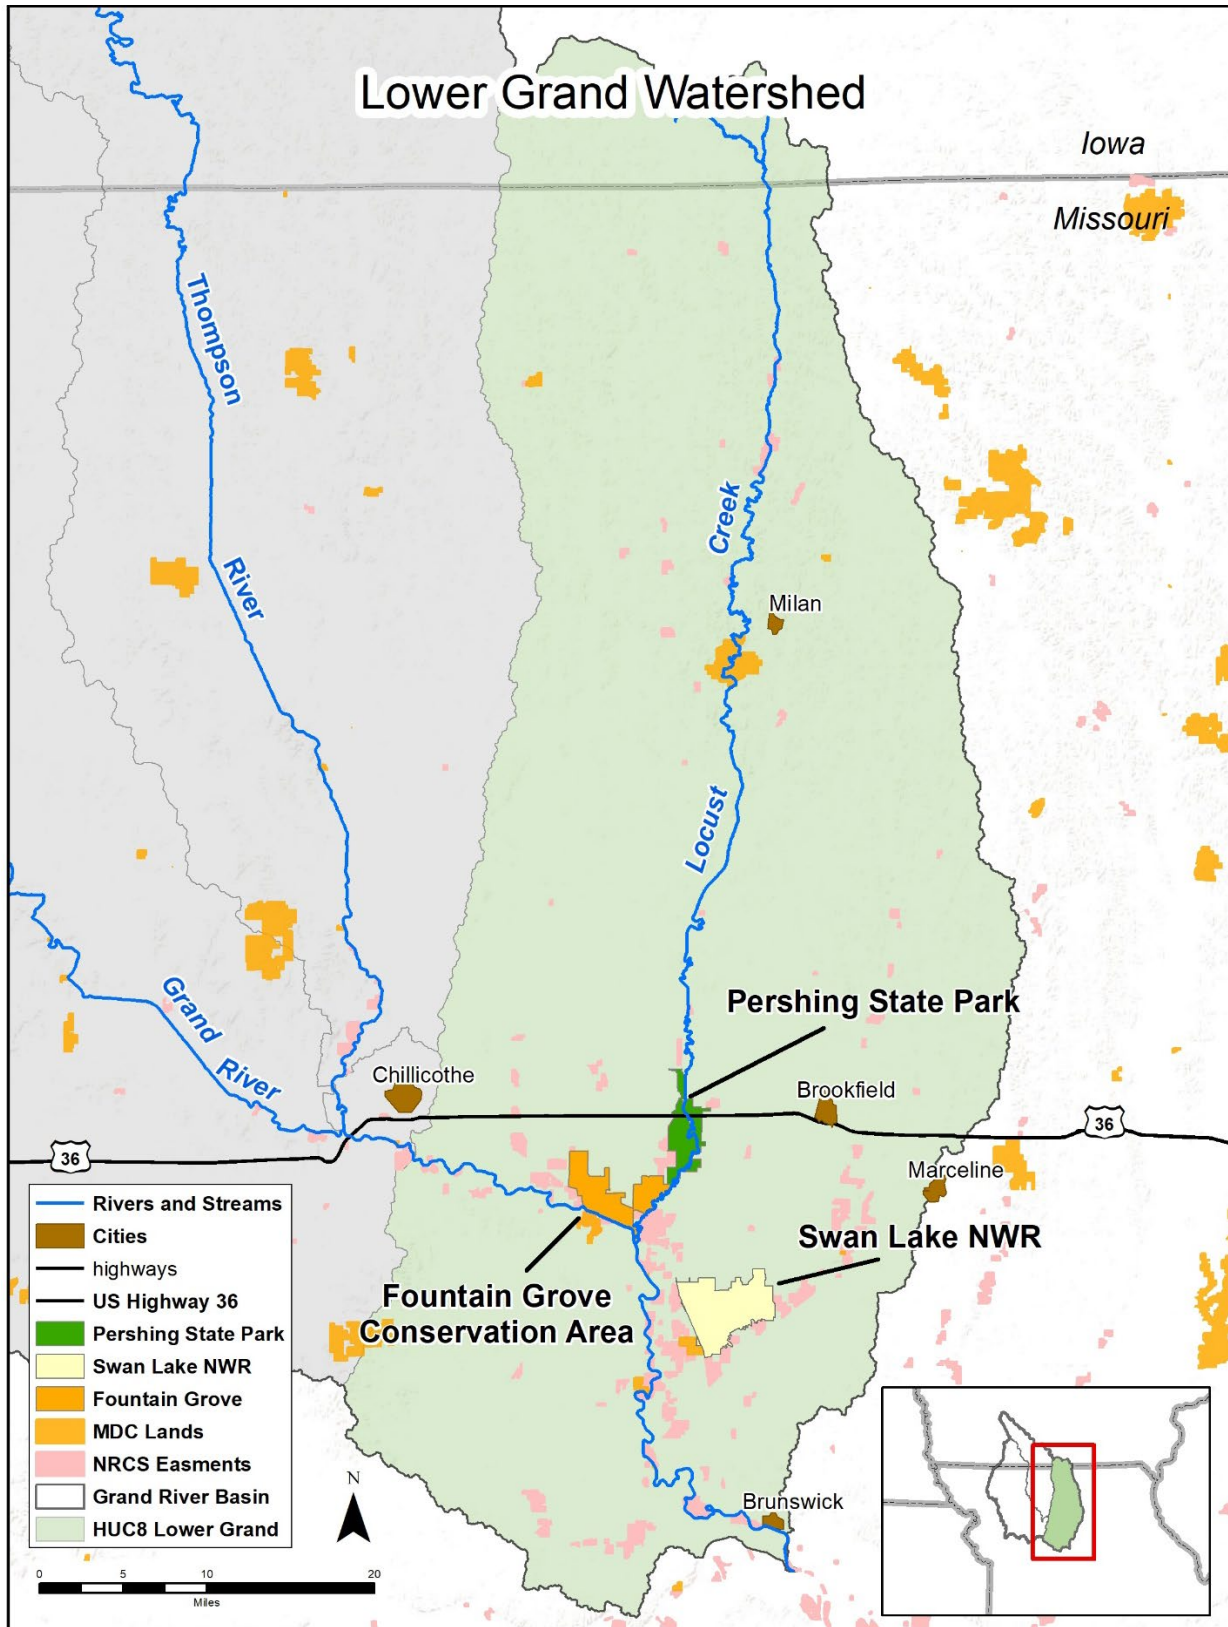 Lower Grand Watershed
Iowa
Missouri
Thompson
River
Creek
Milan
Locust
Grand
River
Pershing State Park
Chillicothe
Brookfield
36
36
Marceline
Swan Lake NWR
Fountain Grove
Conservation Area
Rivers and Streams
Cities
highways
US Highway 36
Pershing State Park
Swan Lake NWR
Fountain Grove
MDC Lands
NRCS Easments
Grand River Basin
HUC8 Lower Grand
N
Brunswick
0 5 10 20
Miles